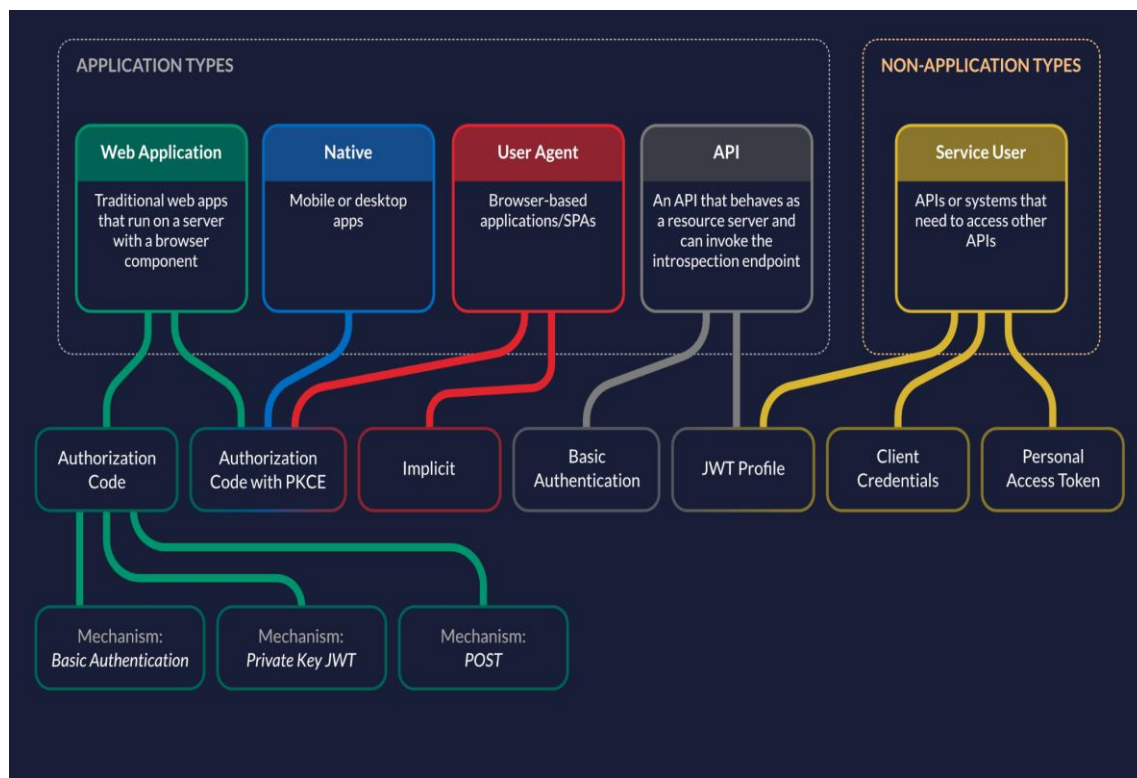 APPLICATION TYPES
NON-APPLICATION TYPES
Web Application
Traditional web apps
that run on a server
with a browser
component
Native
Mobile or desktop
apps
User Agent
Browser-based
applications/SPAs
API
An API that behaves as
a resource server and
can invoke the
introspection endpoint
Service User
APIs or systems that
need to access other
APIs
Authorization
Code
Authorization
Code with PKCE
Implicit
Basic
Authentication
JWT Profile
Client
Credentials
Personal
Access Token
Mechanism:
Basic Authentication
Mechanism:
Private Key JWT
Mechanism:
POST